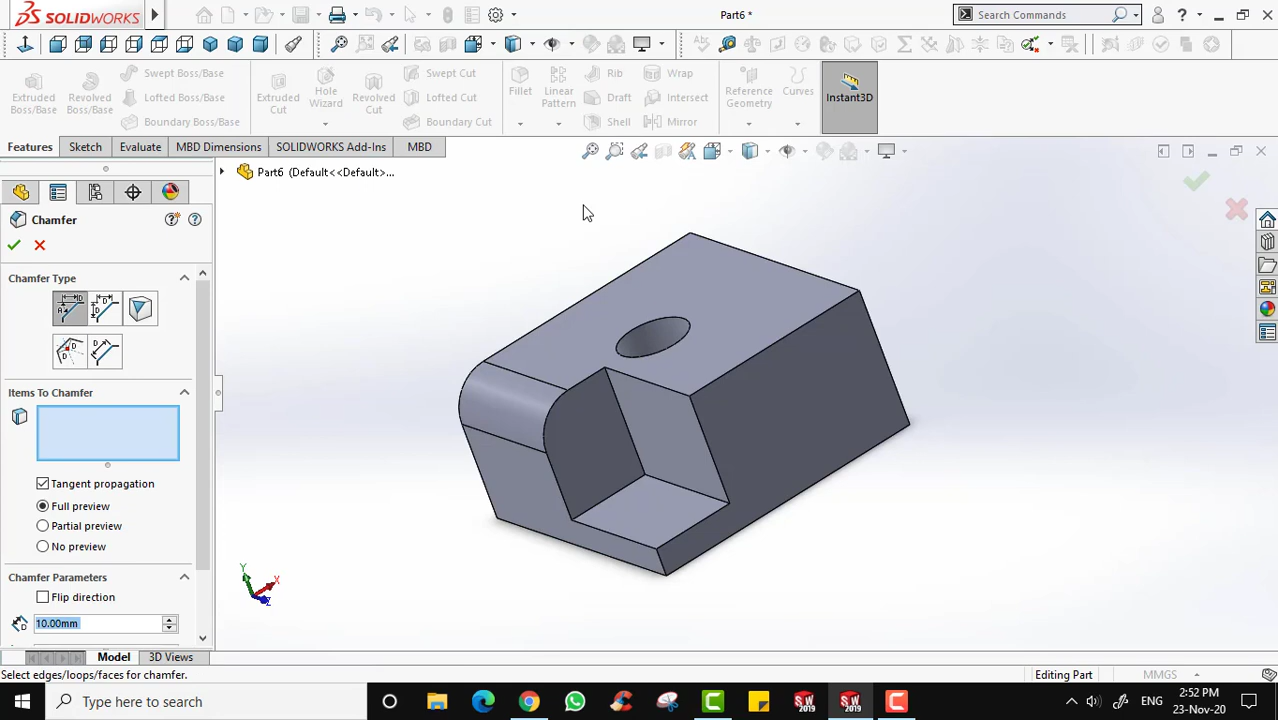 SOLIDWORKS
Part6 *
Search Commands
Extruded Boss/Base
Revolved Boss/Base
Swept Boss/Base
Lofted Boss/Base
Boundary Boss/Base
Extruded Cut
Hole Wizard
Revolved Cut
Swept Cut
Lofted Cut
Boundary Cut
Fillet
Linear Pattern
Rib
Draft
Shell
Wrap
Intersect
Mirror
Reference Geometry
Curves
Instant3D
Features
Sketch
Evaluate
MBD Dimensions
SOLIDWORKS Add-Ins
MBD
Part6 (Default<<Default>...
Chamfer
Chamfer Type
Items To Chamfer
Tangent propagation
Full preview
Partial preview
No preview
Chamfer Parameters
Flip direction
10.00mm
Y
X
Z
Model
3D Views
Select edges/loops/faces for chamfer.
Editing Part
MMGS
Type here to search
SW 2019
SW 2019
ENG
2:52 PM
23-Nov-20